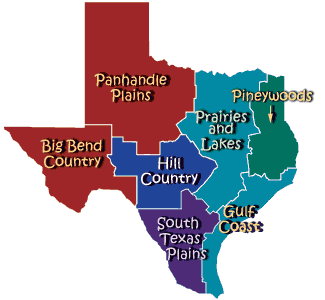 Panhandle
Plains
Pineywoods
Prairies
and
Lakes
Big Bend
Country
Hill
Country
South
Texas
Plains
Gulf
Coast